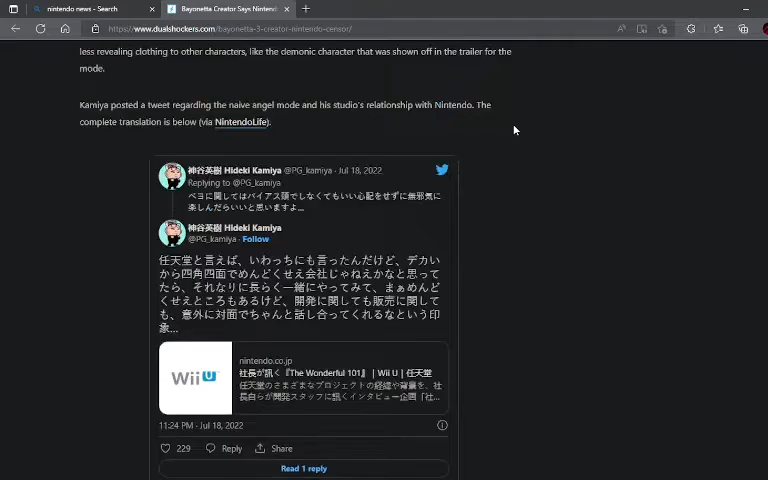 nintendo news - Search
Bayonetta Creator Says Nintend
https://www.dualshockers.com/bayonetta-3-creator-nintendo-censor/
less revealing clothing to other characters, like the demonic character that was shown off in the trailer for the
mode.
Kamiya posted a tweet regarding the naive angel mode and his studio's relationship with Nintendo. The
complete translation is below (via NintendoLife).
神谷英樹 Hideki Kamiya @PG_kamiya · Jul 18, 2022
Replying to @PG_kamiya
ベヨに関してはバイアス頭でしなくてもいい心配をせずに無邪気に
楽しんだらいいと思いますよ...
神谷英樹 Hideki Kamiya
@PG_kamiya · Follow
任天堂と言えば、いわっちにも言ったんだけど、デカい
から四角四面でめんどくせえ会社じゃねえかなと思って
たら、それなりに長らく一緒にやってみて、まぁめんど
くせえところもあるけど、開発に関しても販売に関して
も、意外に対面でちゃんと話し合ってくれるなという印
象...
nintendo.co.jp
社長が訊く『The Wonderful 101』 | Wii U | 任天堂
任天堂のさまざまなプロジェクトの経緯や背景を、社
長自らが開発スタッフに訊くインタビュー企画「社...
Wii U
11:24 PM · Jul 18, 2022
229 Reply Share
Read 1 reply